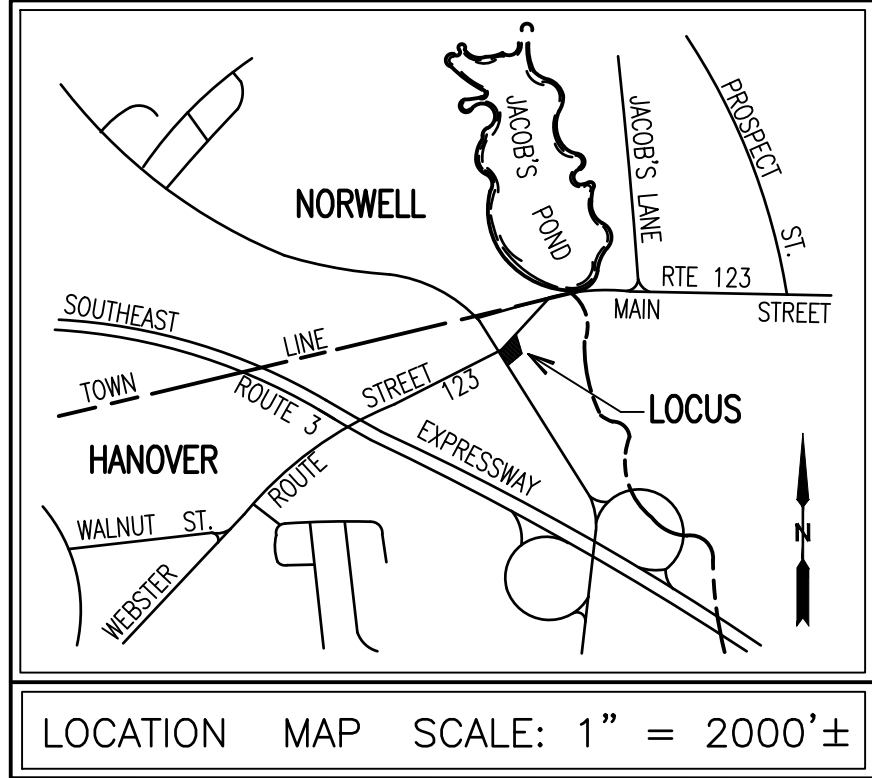 NORWELL
JACOB'S
POND
JACOB'S LANE
PROSPECT
ST.
RTE 123
MAIN
STREET
SOUTHEAST
LINE
TOWN
ROUTE 3
STREET
123
EXPRESSWAY
LOCUS
HANOVER
ROUTE
WALNUT ST.
WEBSTER
N
LOCATION MAP SCALE: 1" = 2000'±